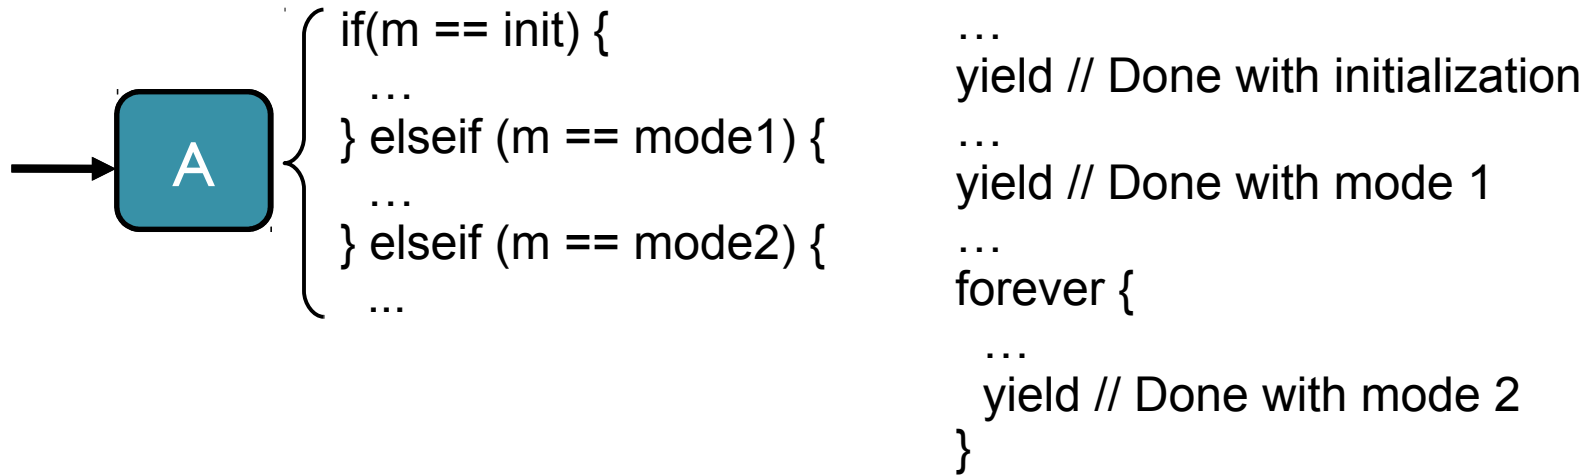 A
if(m == init) {
…
} elseif (m == mode1) {
…
} elseif (m == mode2) {
...
…
yield // Done with initialization
…
yield // Done with mode 1
…
forever {
…
yield // Done with mode 2
}